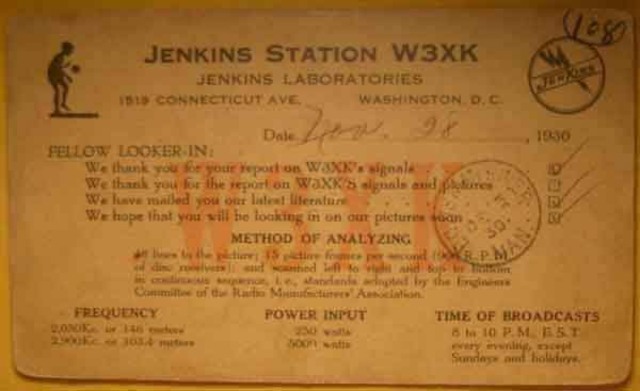 (108)
JENKINS STATION W3XK
JENKINS LABORATORIES
Jenkins
1519 CONNECTICUT AVE. WASHINGTON, D. C.
Date Nov. 28, 1930
FELLOW LOOKER-IN:
We thank you for your report on W3XK's signals
We thank you for the report on W3XK'S signals and pictures
We have mailed you our latest literature
We hope that you will be looking in on our pictures soon
W3XK
MAN.
30
METHOD OF ANALYZING
48 lines to the picture; 15 picture frames per second (900 R.P.M.
of disc receivers); and scanned left to right and top to bottom
in continuous sequence, i.e., standards adopted by the Engineers
Committee of the Radio Manufacturers' Association.
FREQUENCY POWER INPUT TIME OF BROADCASTS
2,050Kc. or 146 meters 250 watts 8 to 10 P.M., E.S.T
2,900Kc. or 103.4 meters 5000 watts every evening, except
Sundays and holidays.